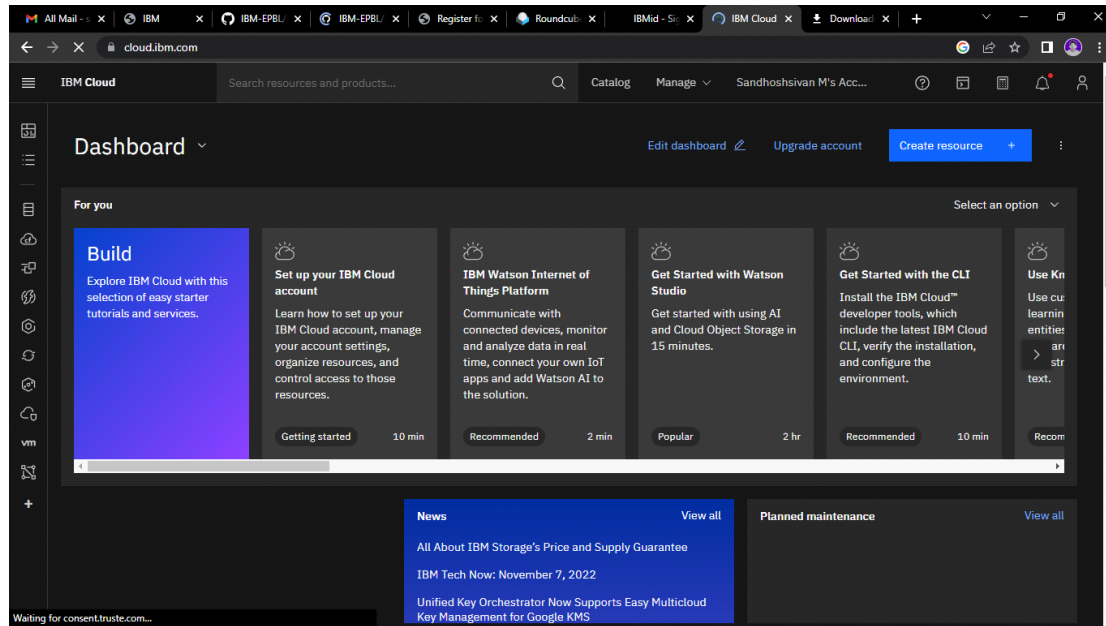 All Mail - s
IBM
IBM-EPBL/
IBM-EPBL/
Register fo
Roundcub
IBMid - Sig
IBM Cloud
Download
cloud.ibm.com
IBM Cloud
Search resources and products...
Catalog
Manage
Sandhoshsivan M's Acc...
Dashboard
Edit dashboard
Upgrade account
Create resource +
For you
Select an option
Build
Explore IBM Cloud with this
selection of easy starter
tutorials and services.
Set up your IBM Cloud
account
Learn how to set up your
IBM Cloud account, manage
your account settings,
organize resources, and
control access to those
resources.
Getting started
10 min
IBM Watson Internet of
Things Platform
Communicate with
connected devices, monitor
and analyze data in real
time, connect your own IoT
apps and add Watson AI to
the solution.
Recommended
2 min
Get Started with Watson
Studio
Get started with using AI
and Cloud Object Storage in
15 minutes.
Popular
2 hr
Get Started with the CLI
Install the IBM Cloud™
developer tools, which
include the latest IBM Cloud
CLI, verify the installation,
and configure the
environment.
Recommended
10 min
Use Kn
Use cu
learnin
entities
are
str
text.
Recom
vm
News
View all
All About IBM Storage's Price and Supply Guarantee
IBM Tech Now: November 7, 2022
Unified Key Orchestrator Now Supports Easy Multicloud
Key Management for Google KMS
Planned maintenance
View all
Waiting for consent.truste.com...